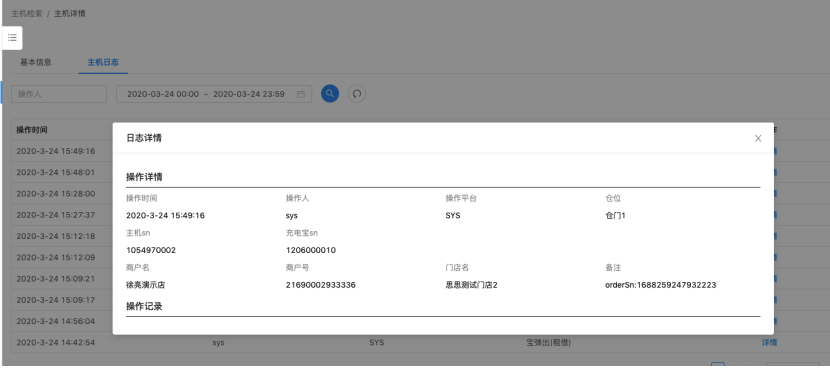 主机检索 / 主机详情
基本信息 主机日志
操作人 2020-03-24 00:00 ~ 2020-03-24 23:59
操作时间
日志详情
2020-3-24 15:49:16 详情
2020-3-24 15:48:01
操作详情
2020-3-24 15:28:00
操作时间 操作人 操作平台 仓位
2020-3-24 15:27:37
2020-3-24 15:49:16 sys SYS 仓门1
2020-3-24 15:12:18
主机sn 充电宝sn
2020-3-24 15:12:09
1054970002 1206000010
商户名 商户号 门店名 备注
2020-3-24 15:09:21
徐亮演示店 21690002933336 思思测试门店2 orderSn:1688259247932223
2020-3-24 15:09:17
操作记录
2020-3-24 14:56:04
2020-3-24 14:42:54 sys SYS 宝弹出(租借) 详情